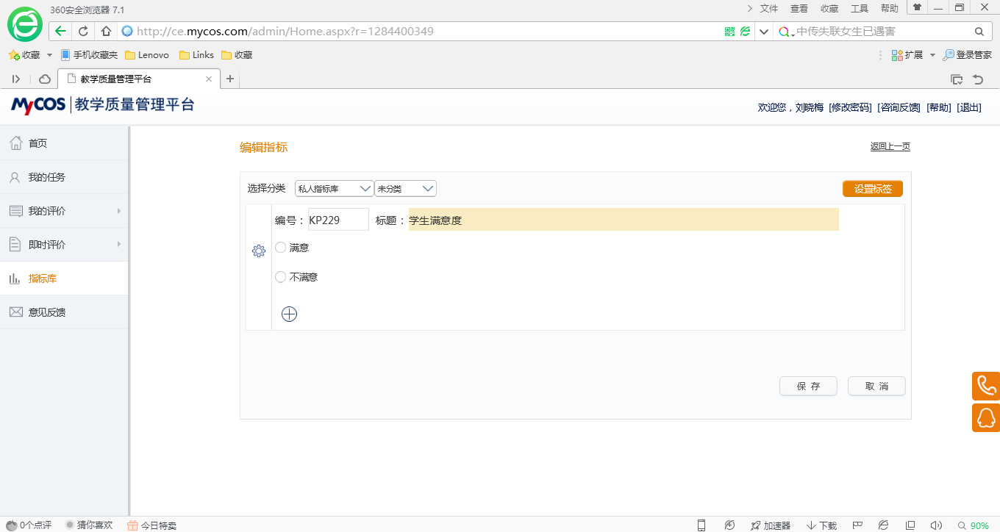 360安全浏览器 7.1
文件 查看 收藏 工具 帮助
http://ce.mycos.com/admin/Home.aspx?r=1284400349
中传失联女生已遇害
收藏 手机收藏夹 Lenovo Links 收藏
扩展 登录管家
教学质量管理平台
MyCOS 教学质量管理平台
欢迎您，刘晓梅 [修改密码] [咨询反馈] [帮助] [退出]
首页
我的任务
我的评价
即时评价
指标库
意见反馈
编辑指标
返回上一页
选择分类 私人指标库 未分类
设置标签
编号： KP229 标题： 学生满意度
满意
不满意
保 存 取 消
0个点评 猜你喜欢 今日特卖
加速器 下载 90%